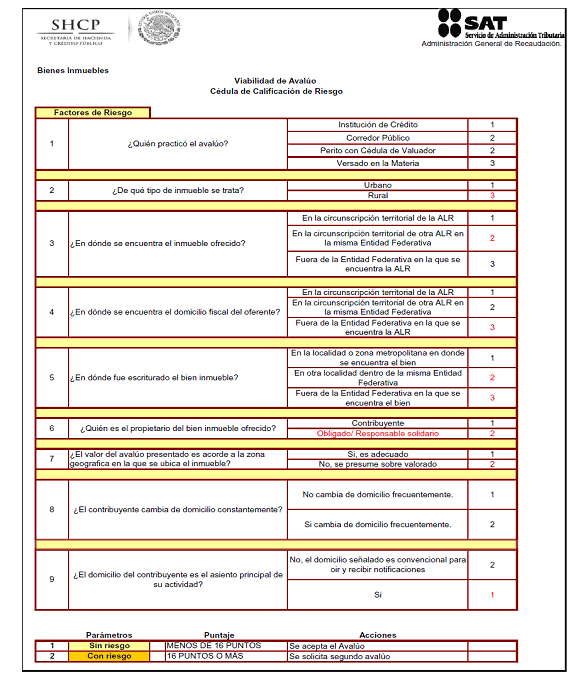 SHCP
SECRETARÍA DE HACIENDA
Y CRÉDITO PÚBLICO
SAT
Servicio de Administración Tributaria
Administración General de Recaudación.
Bienes Inmuebles
Viabilidad de Avalúo
Cédula de Calificación de Riesgo
Factores de Riesgo
1 ¿Quién practicó el avalúo?
Institución de Crédito 1
Corredor Público 2
Perito con Cédula de Valuador 2
Versado en la Materia 3
2 ¿De qué tipo de inmueble se trata?
Urbano 1
Rural 3
3 ¿En dónde se encuentra el inmueble ofrecido?
En la circunscripción territorial de la ALR 1
En la circunscripción territorial de otra ALR en
la misma Entidad Federativa 2
Fuera de la Entidad Federativa en la que se
encuentra la ALR 3
4 ¿En dónde se encuentra el domicilio fiscal del oferente?
En la circunscripción territorial de la ALR 1
En la circunscripción territorial de otra ALR en
la misma Entidad Federativa 2
Fuera de la Entidad Federativa en la que se
encuentra la ALR 3
5 ¿En dónde fue escriturado el bien inmueble?
En la localidad o zona metropolitana en donde
se encuentra el bien 1
En otra localidad dentro de la misma Entidad
Federativa 2
Fuera de la Entidad Federativa en la que se
encuentra el bien 3
6 ¿Quién es el propietario del bien inmueble ofrecido?
Contribuyente 1
Obligado/ Responsable solidario 2
7 ¿El valor del avalúo presentado es acorde a la zona
geografica en la que se ubica el inmueble?
Si, es adecuado 1
No, se presume sobre valorado 2
8 ¿El contribuyente cambia de domicilio constantemente?
No cambia de domicilio frecuentemente. 1
Si cambia de domicilio frecuentemente. 2
9 ¿El domicilio del contribuyente es el asiento principal de
su actividad?
No, el domicilio señalado es convencional para
oir y recibir notificaciones 2
Si 1
Parámetros Puntaje Acciones
1 Sin riesgo MENOS DE 16 PUNTOS Se acepta el Avalúo
2 Con riesgo 16 PUNTOS O MÁS Se solicita segundo avalúo